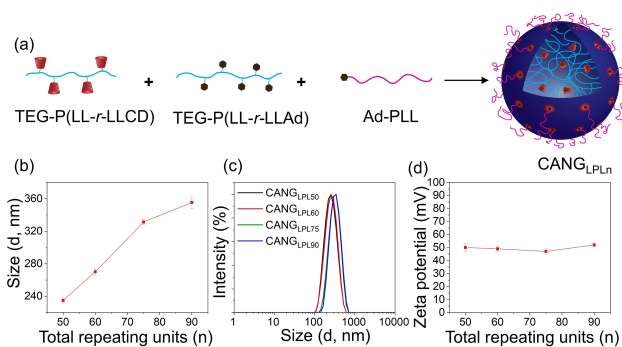 (a)
TEG-P(LL-r-LLCD)
+
TEG-P(LL-r-LLAd)
+
Ad-PLL
CANG_LPLn
(b)
Size (d, nm)
360
320
280
240
50 60 70 80 90
Total repeating units (n)
(c)
CANG_LPL50
CANG_LPL60
CANG_LPL75
CANG_LPL90
Intensity (%)
1 10 100 1000 10000
Size (d, nm)
(d)
Zeta potential (mV)
100
90
80
70
60
50
40
30
20
10
0
50 60 70 80 90
Total repeating units (n)